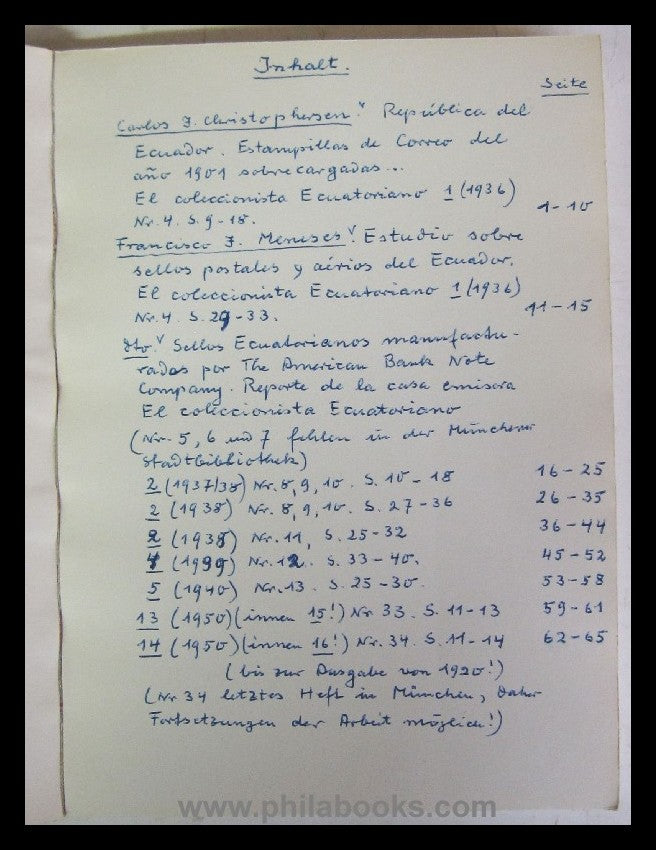 Inhalt.
Seite
Carlos J. Christophersen: República del
Ecuador. Estampillas de Correo del
año 1901 sobrecargadas...
El coleccionista Ecuatoriano 1 (1936)
Nr. 4. S. 9-18. 1-10
Francisco J. Meneses: Estudio sobre
sellos postales y aérios del Ecuador.
El coleccionista Ecuatoriano 1 (1936)
Nr. 4. S. 29-33. 11-15
Dto: Sellos Ecuatorianos manufactu-
rados por The American Bank Note
Company. Reporte de la casa emisora
El coleccionista Ecuatoriano
(Nr. 5, 6 und 7 fehlen in der Münchener
Stadtbibliothek)
2 (1937/38) Nr. 8, 9, 10. S. 10-18 16-25
2 (1938) Nr. 8, 9, 10. S. 27-36 26-35
2 (1938) Nr. 11, S. 25-32 36-44
4 (1939) Nr. 12. S. 33-40. 45-52
5 (1940) Nr. 13. S. 25-30. 53-58
13 (1950) (innen 15!) Nr 33. S. 11-13 59-61
14 (1950) (innen 16!) Nr. 34. S. 11-14 62-65
(bis zur Ausgabe von 1920!)
(Nr 34 letztes Heft in München, daher
Fortsetzungen der Arbeit möglich!)
www.philabooks.com